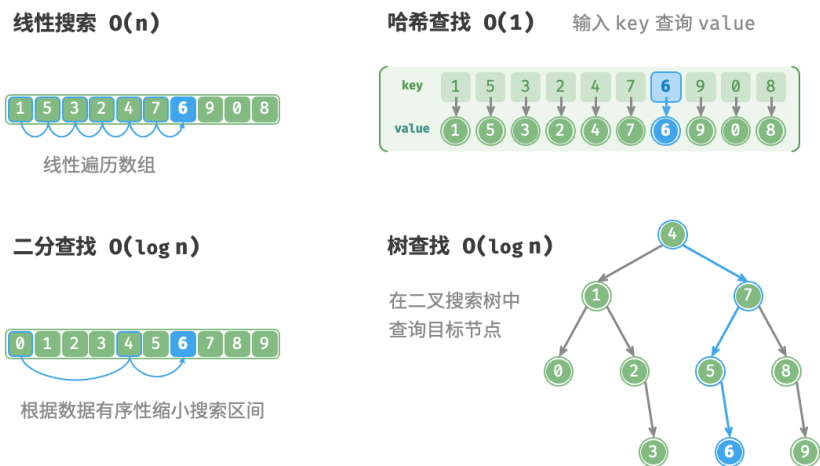 线性搜索 O(n)
1 5 3 2 4 7 6 9 0 8
线性遍历数组
哈希查找 O(1) 输入 key 查询 value
key 1 5 3 2 4 7 6 9 0 8
value 1 5 3 2 4 7 6 9 0 8
二分查找 O(log n)
0 1 2 3 4 5 6 7 8 9
根据数据有序性缩小搜索区间
树查找 O(log n)
在二叉搜索树中
查询目标节点
4
1 7
0 2 5 8
3 6 9